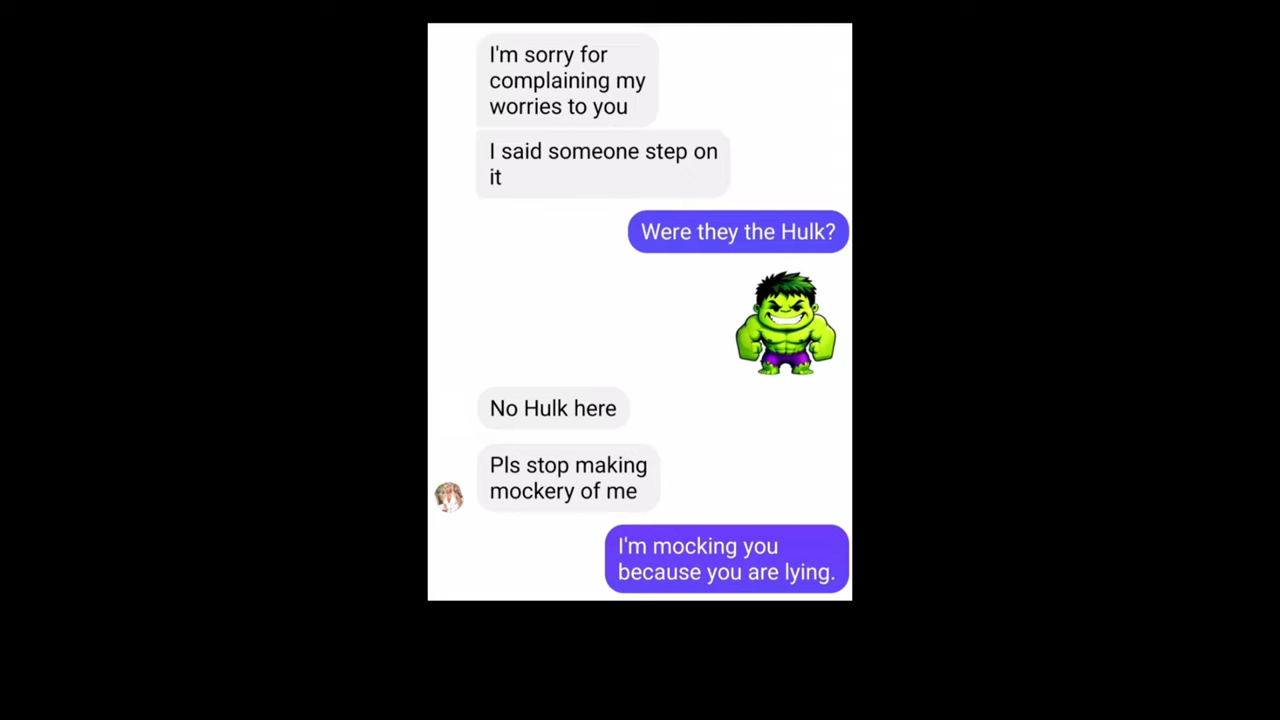 I'm sorry for
complaining my
worries to you
I said someone step on
it
Were they the Hulk?
No Hulk here
Pls stop making
mockery of me
I'm mocking you
because you are lying.